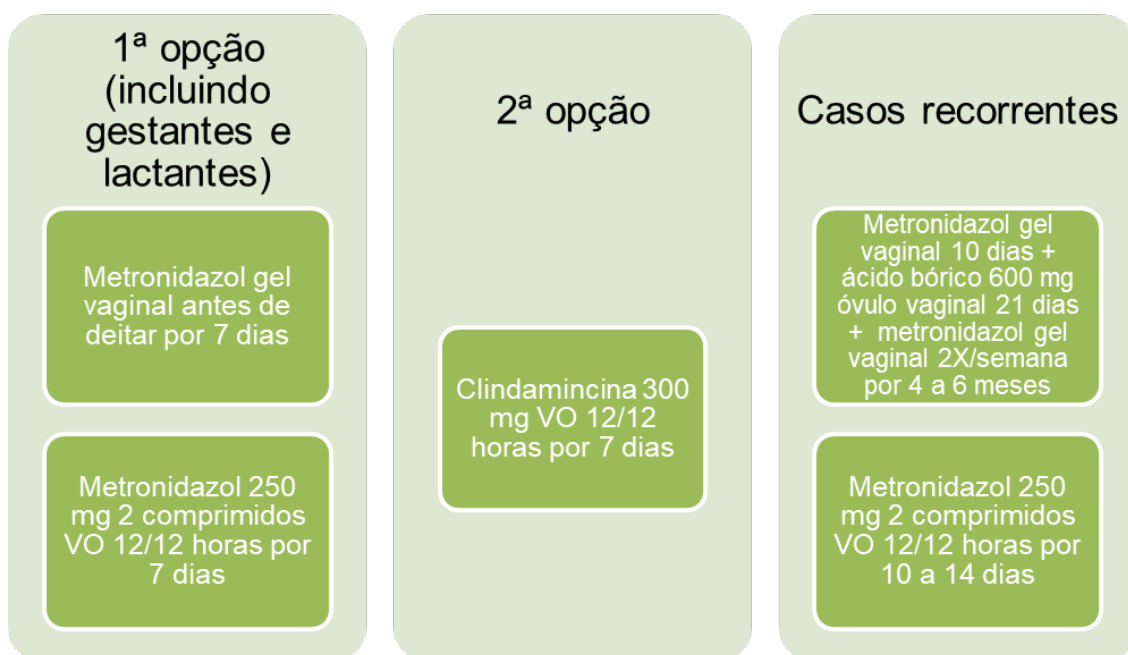 1ª opção
(incluindo
gestantes e
lactantes)
Metronidazol gel
vaginal antes de
deitar por 7 dias
Metronidazol 250
mg 2 comprimidos
VO 12/12 horas por
7 dias
2ª opção
Clindamincina 300
mg VO 12/12
horas por 7 dias
Casos recorrentes
Metronidazol gel
vaginal 10 dias +
ácido bórico 600 mg
óvulo vaginal 21 dias
+ metronidazol gel
vaginal 2X/semana
por 4 a 6 meses
Metronidazol 250
mg 2 comprimidos
VO 12/12 horas por
10 a 14 dias